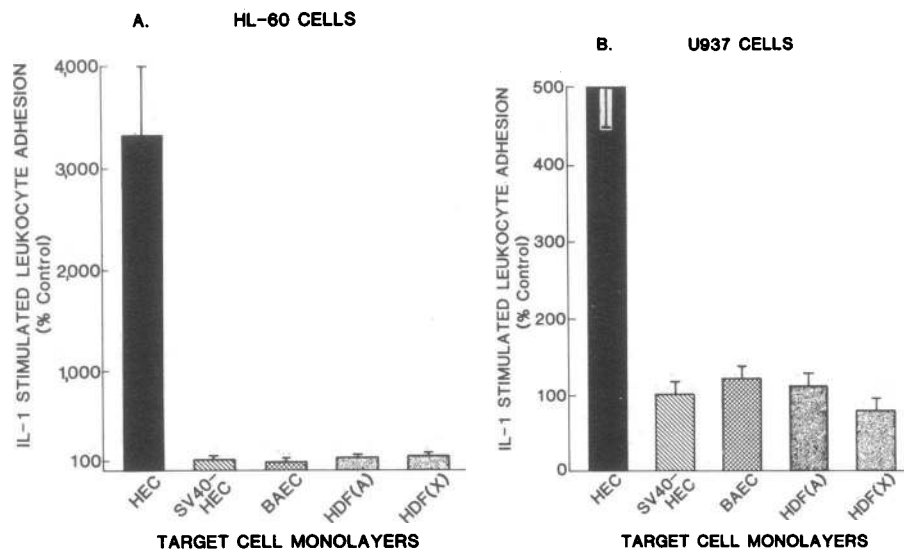 A. HL-60 CELLS
IL-1 STIMULATED LEUKOCYTE ADHESION
(% Control)
4,000
3,000
2,000
1,000
100
HEC
SV40-
HEC
BAEC
HDF(A)
HDF(X)
TARGET CELL MONOLAYERS
B. U937 CELLS
IL-1 STIMULATED LEUKOCYTE ADHESION
(% Control)
500
400
300
200
100
0
HEC
SV40-
HEC
BAEC
HDF(A)
HDF(X)
TARGET CELL MONOLAYERS